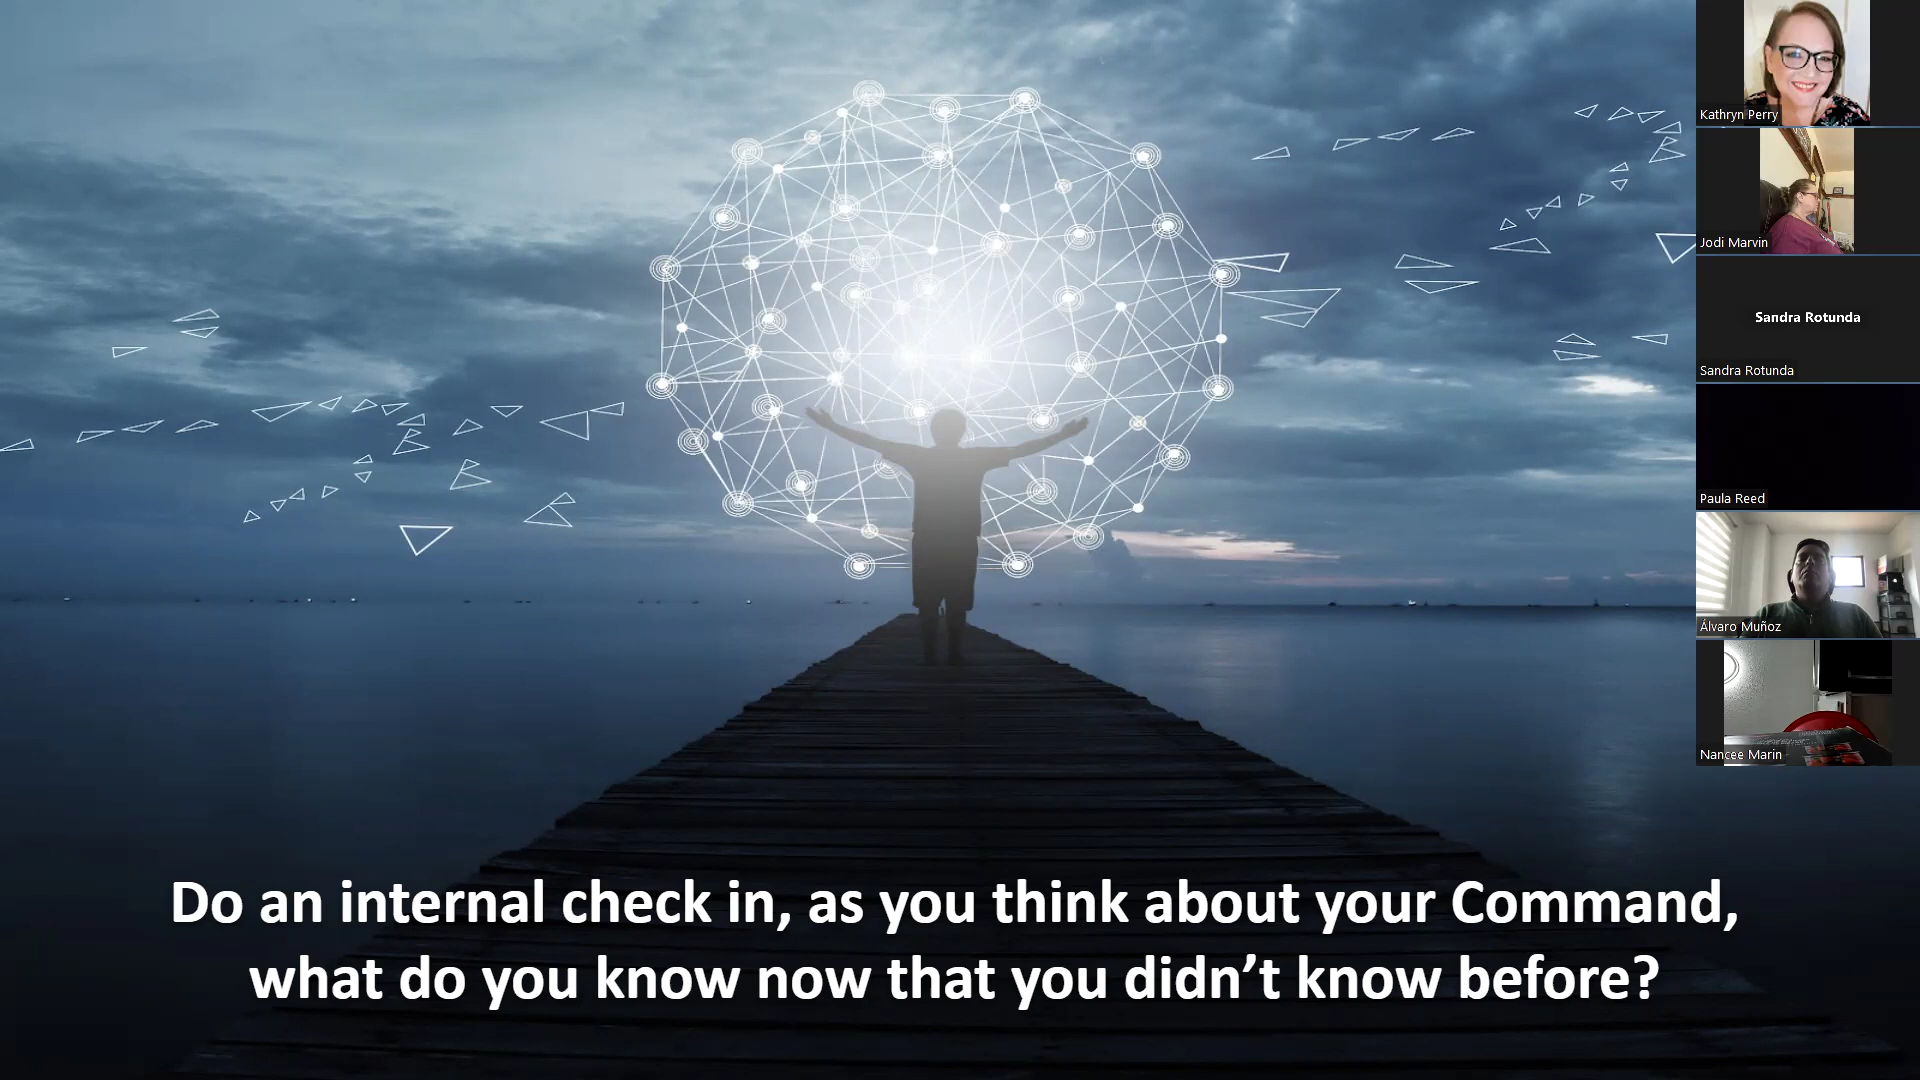 Kathryn Perry
Jodi Marvin
Sandra Rotunda
Sandra Rotunda
Paula Reed
Álvaro Muñoz
Nancee Marin
Do an internal check in, as you think about your Command,
what do you know now that you didn’t know before?